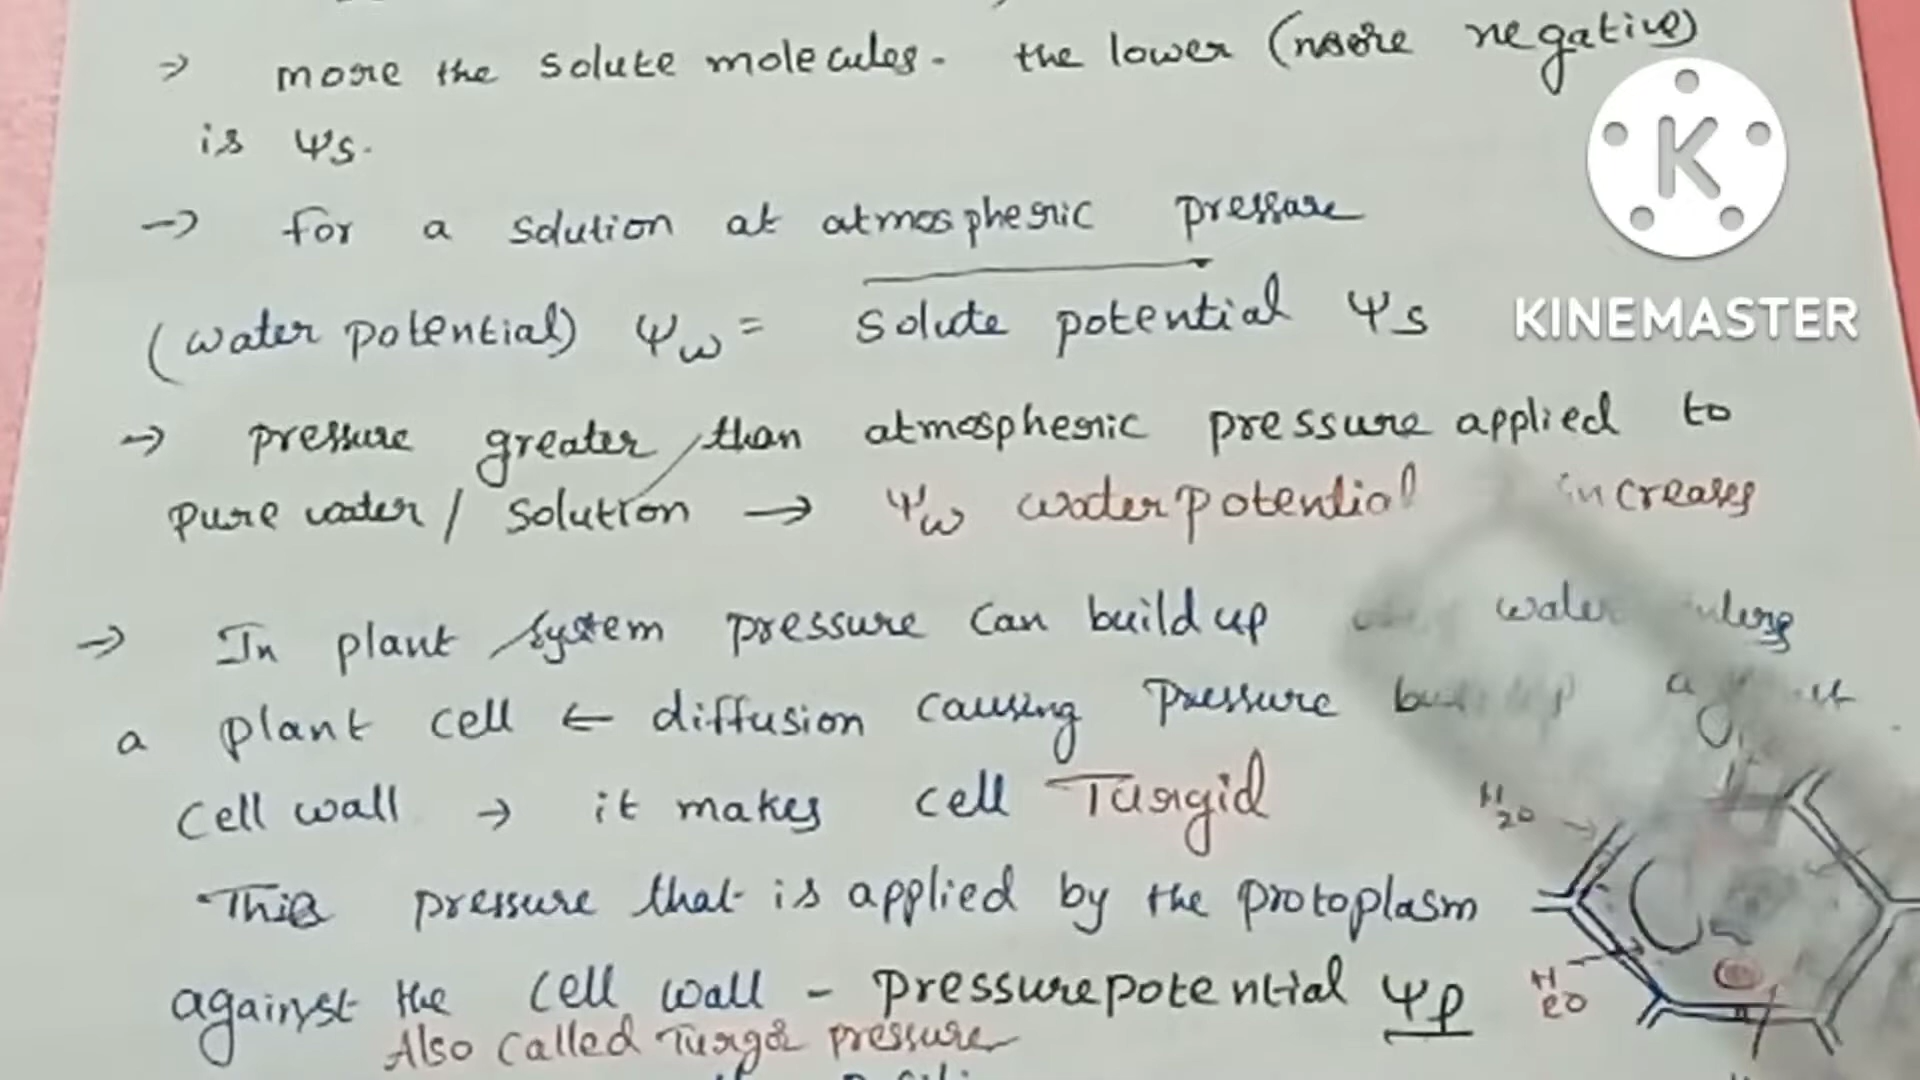 → more the solute molecules. the lower (more negative)
is Ψs.
→ for a solution at atmospheric pressure
(water potential) Ψw = solute potential Ψs
→ pressure greater than atmospheric pressure applied to
pure water / solution → Ψw water potential increases
→ In plant system pressure can build up water
a plant cell ← diffusion causing pressure
cell wall → it makes cell Turgid
This pressure that is applied by the protoplasm
against the cell wall - pressure potential Ψp
Also called Turgor pressure
H20
H20
KINEMASTER